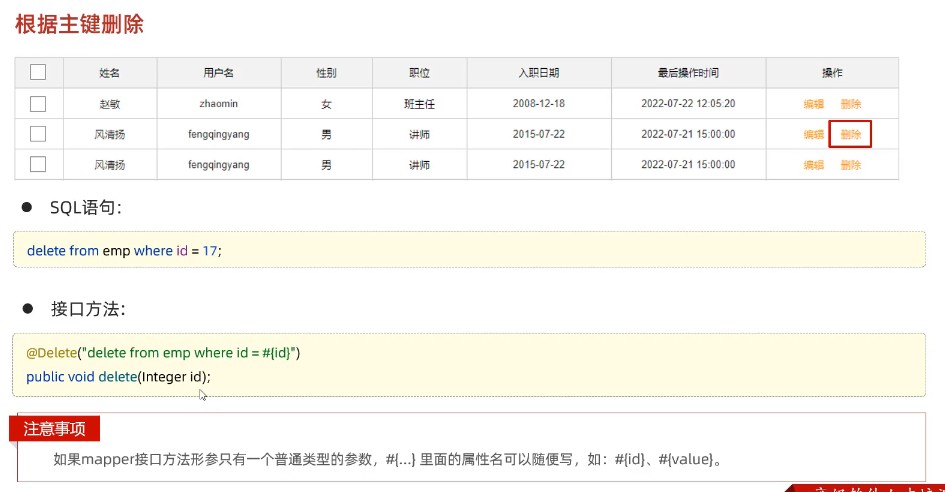 根据主键删除
姓名 用户名 性别 职位 入职日期 最后操作时间 操作
赵敏 zhaomin 女 班主任 2008-12-18 2022-07-22 12:05:20 编辑 删除
风清扬 fengqingyang 男 讲师 2015-07-22 2022-07-21 15:00:00 编辑 删除
风清扬 fengqingyang 男 讲师 2015-07-22 2022-07-21 15:00:00 编辑 删除
● SQL语句：
delete from emp where id = 17;
● 接口方法：
@Delete("delete from emp where id = #{id}")
public void delete(Integer id);
注意事项
如果mapper接口方法形参只有一个普通类型的参数，#{…} 里面的属性名可以随便写，如：#{id}、#{value}。